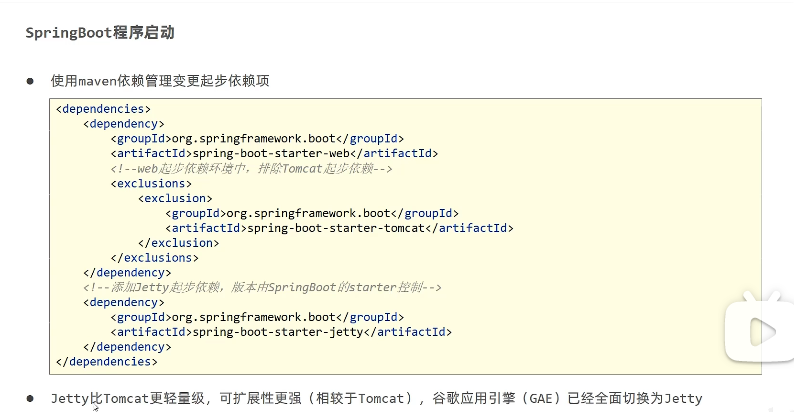 SpringBoot程序启动
● 使用maven依赖管理变更起步依赖项
<dependencies>
    <dependency>
        <groupId>org.springframework.boot</groupId>
        <artifactId>spring-boot-starter-web</artifactId>
        <!--web起步依赖环境中，排除Tomcat起步依赖-->
        <exclusions>
            <exclusion>
                <groupId>org.springframework.boot</groupId>
                <artifactId>spring-boot-starter-tomcat</artifactId>
            </exclusion>
        </exclusions>
    </dependency>
    <!--添加Jetty起步依赖，版本由SpringBoot的starter控制-->
    <dependency>
        <groupId>org.springframework.boot</groupId>
        <artifactId>spring-boot-starter-jetty</artifactId>
    </dependency>
</dependencies>
● Jetty比Tomcat更轻量级，可扩展性更强（相较于Tomcat），谷歌应用引擎（GAE）已经全面切换为Jetty